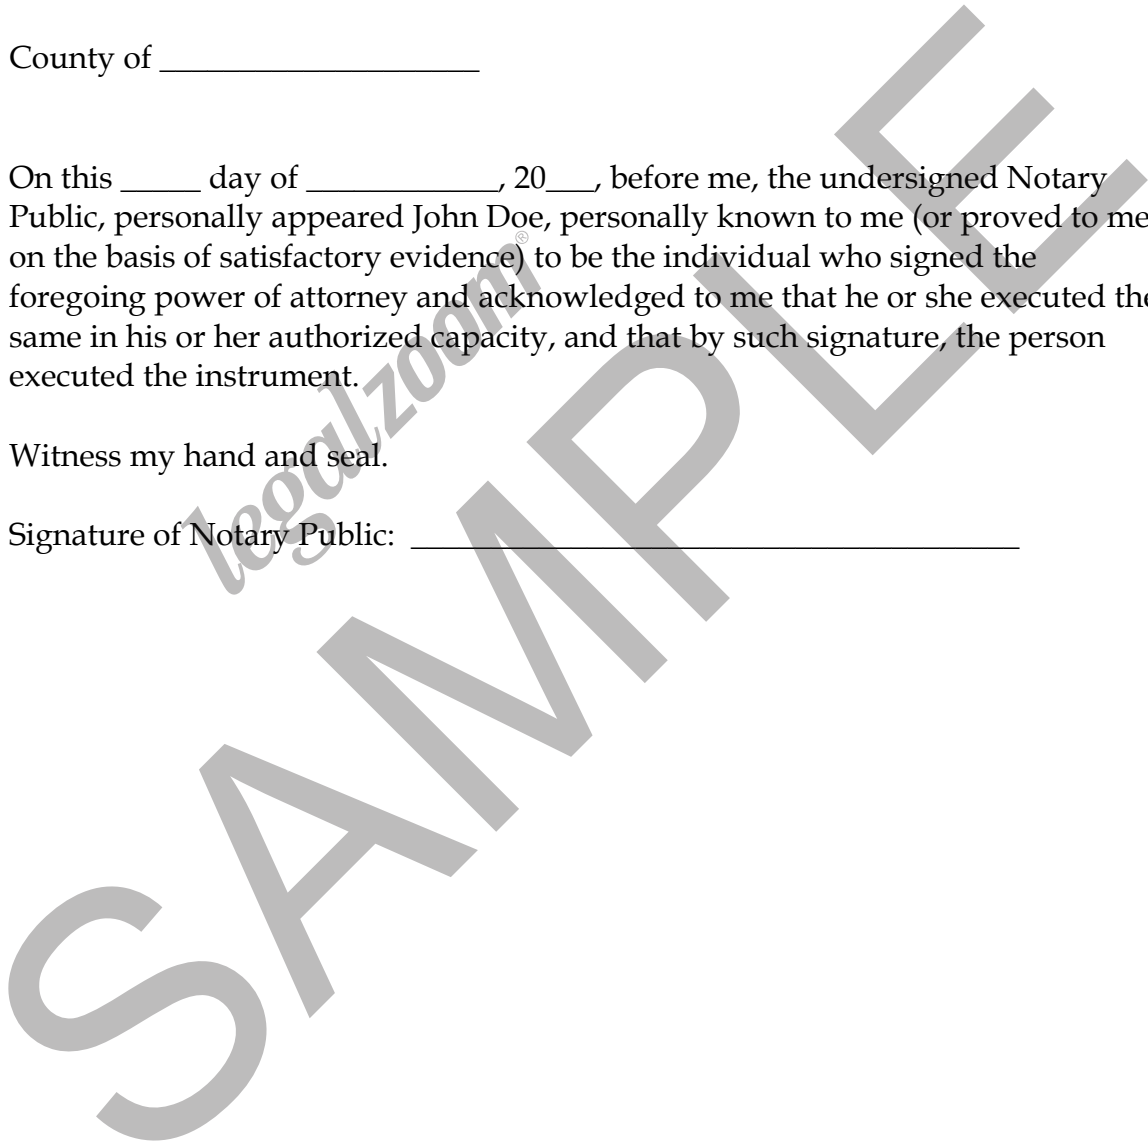 County of ____________________
On this _____ day of ____________, 20___, before me, the undersigned Notary
Public, personally appeared John Doe, personally known to me (or proved to me
on the basis of satisfactory evidence) to be the individual who signed the
foregoing power of attorney and acknowledged to me that he or she executed the
same in his or her authorized capacity, and that by such signature, the person
executed the instrument.
Witness my hand and seal.
Signature of Notary Public: ______________________________________
legalzoom®
SAMPLE